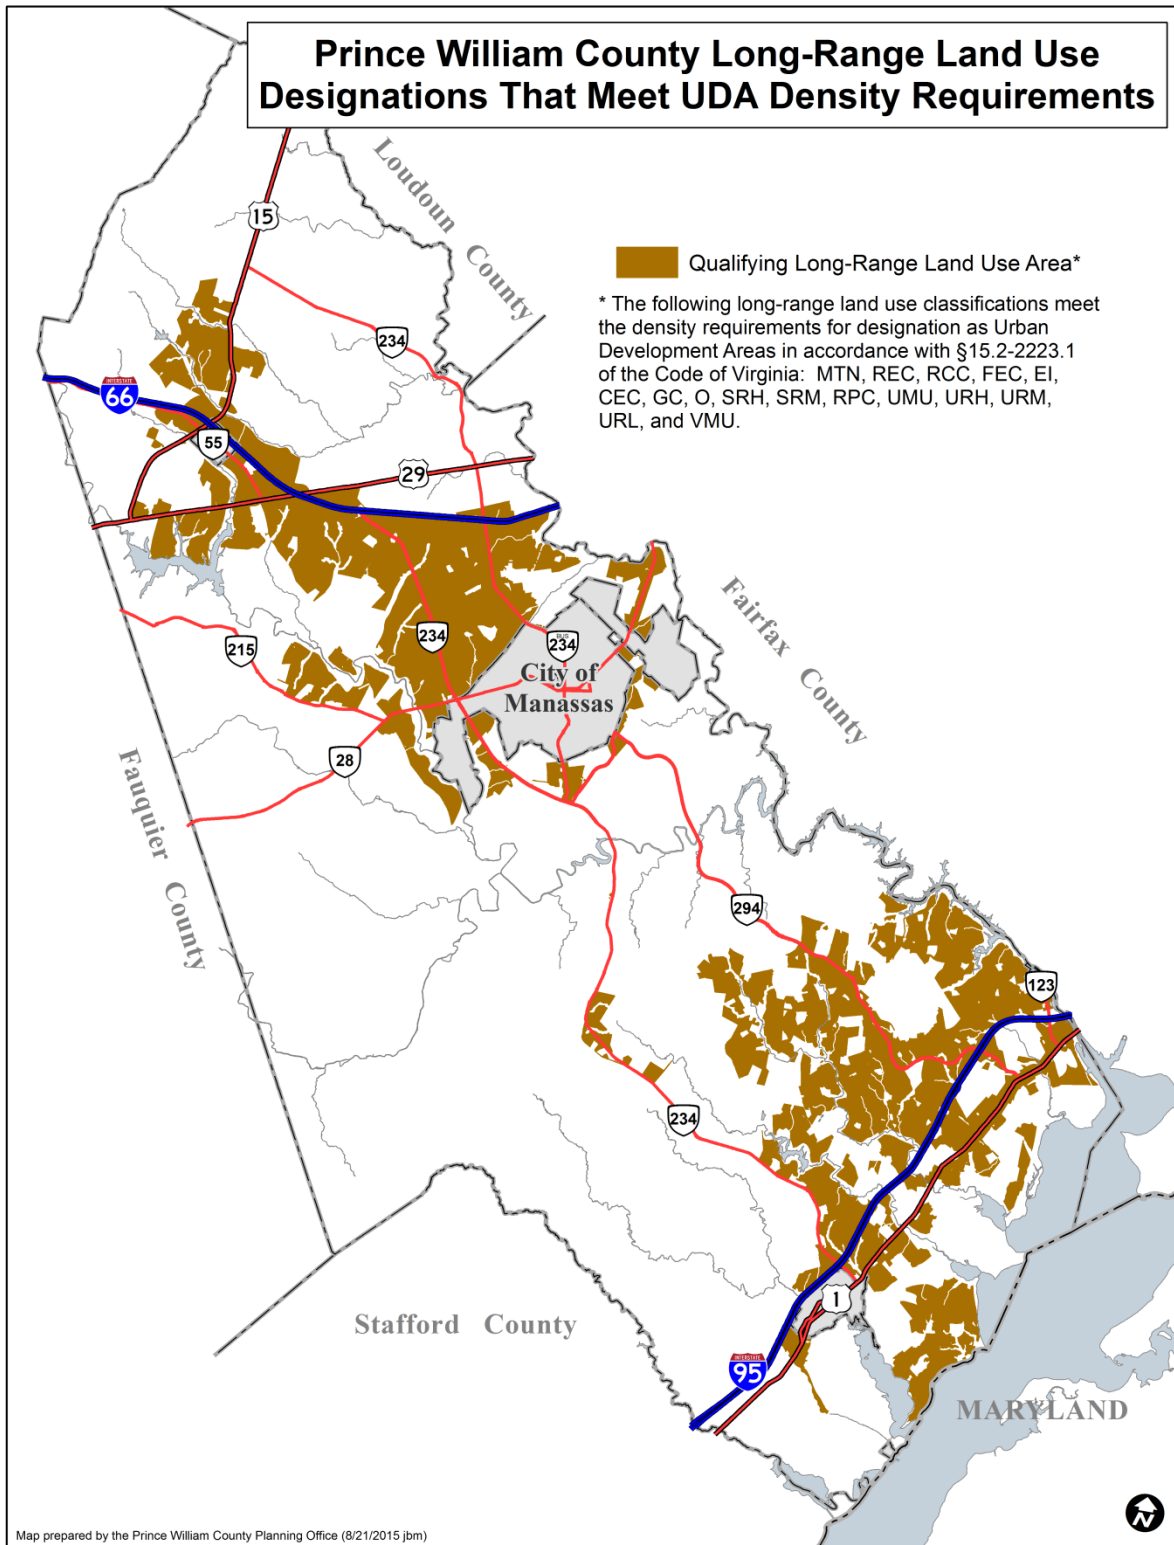 Prince William County Long-Range Land Use
Designations That Meet UDA Density Requirements
Loudoun County
15
Qualifying Long-Range Land Use Area*
* The following long-range land use classifications meet
the density requirements for designation as Urban
Development Areas in accordance with §15.2-2223.1
of the Code of Virginia:  MTN, REC, RCC, FEC, EI,
CEC, GC, O, SRH, SRM, RPC, UMU, URH, URM,
URL, and VMU.
234
INTERSTATE
66
55
29
Fairfax County
215
234
BUS
234
City of
Manassas
28
Fauquier County
294
123
234
Stafford County
1
INTERSTATE
95
MARYLAND
N
Map prepared by the Prince William County Planning Office (8/21/2015 jbm)